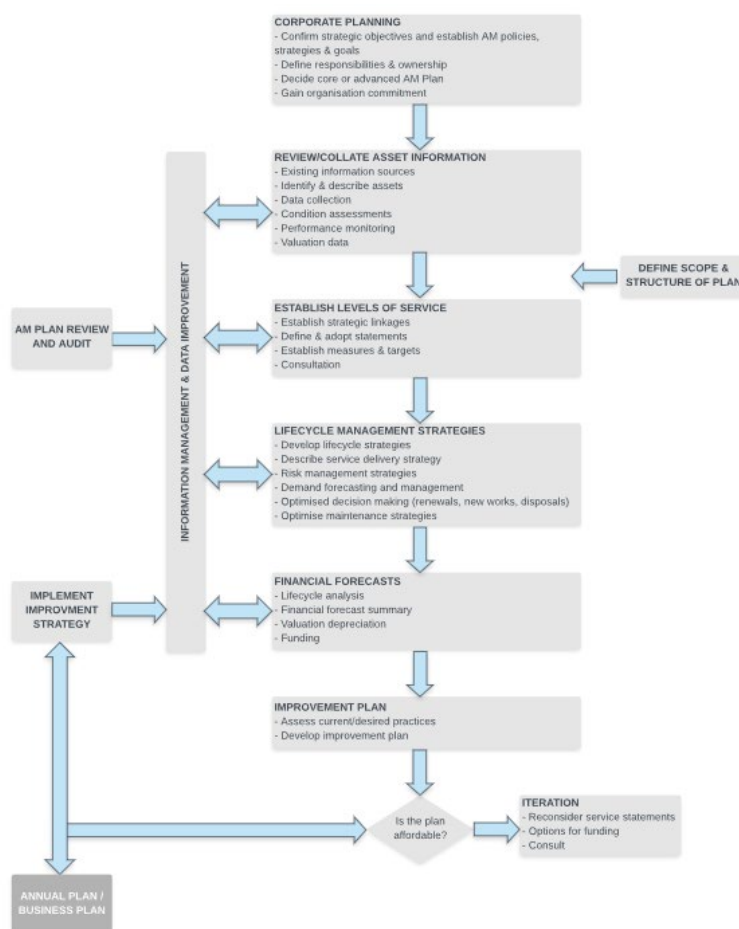 CORPORATE PLANNING
- Confirm strategic objectives and establish AM policies,
strategies & goals
- Define responsibilities & ownership
- Decide core or advanced AM Plan
- Gain organisation commitment
REVIEW/COLLATE ASSET INFORMATION
- Existing information sources
- Identify & describe assets
- Data collection
- Condition assessments
- Performance monitoring
- Valuation data
DEFINE SCOPE &
STRUCTURE OF PLAN
INFORMATION MANAGEMENT & DATA IMPROVEMENT
AM PLAN REVIEW
AND AUDIT
ESTABLISH LEVELS OF SERVICE
- Establish strategic linkages
- Define & adopt statements
- Establish measures & targets
- Consultation
LIFECYCLE MANAGEMENT STRATEGIES
- Develop lifecycle strategies
- Describe service delivery strategy
- Risk management strategies
- Demand forecasting and management
- Optimised decision making (renewals, new works, disposals)
- Optimise maintenance strategies
IMPLEMENT
IMPROVMENT
STRATEGY
FINANCIAL FORECASTS
- Lifecycle analysis
- Financial forecast summary
- Valuation depreciation
- Funding
IMPROVEMENT PLAN
- Assess current/desired practices
- Develop improvement plan
Is the plan
affordable?
ITERATION
- Reconsider service statements
- Options for funding
- Consult
ANNUAL PLAN /
BUSINESS PLAN